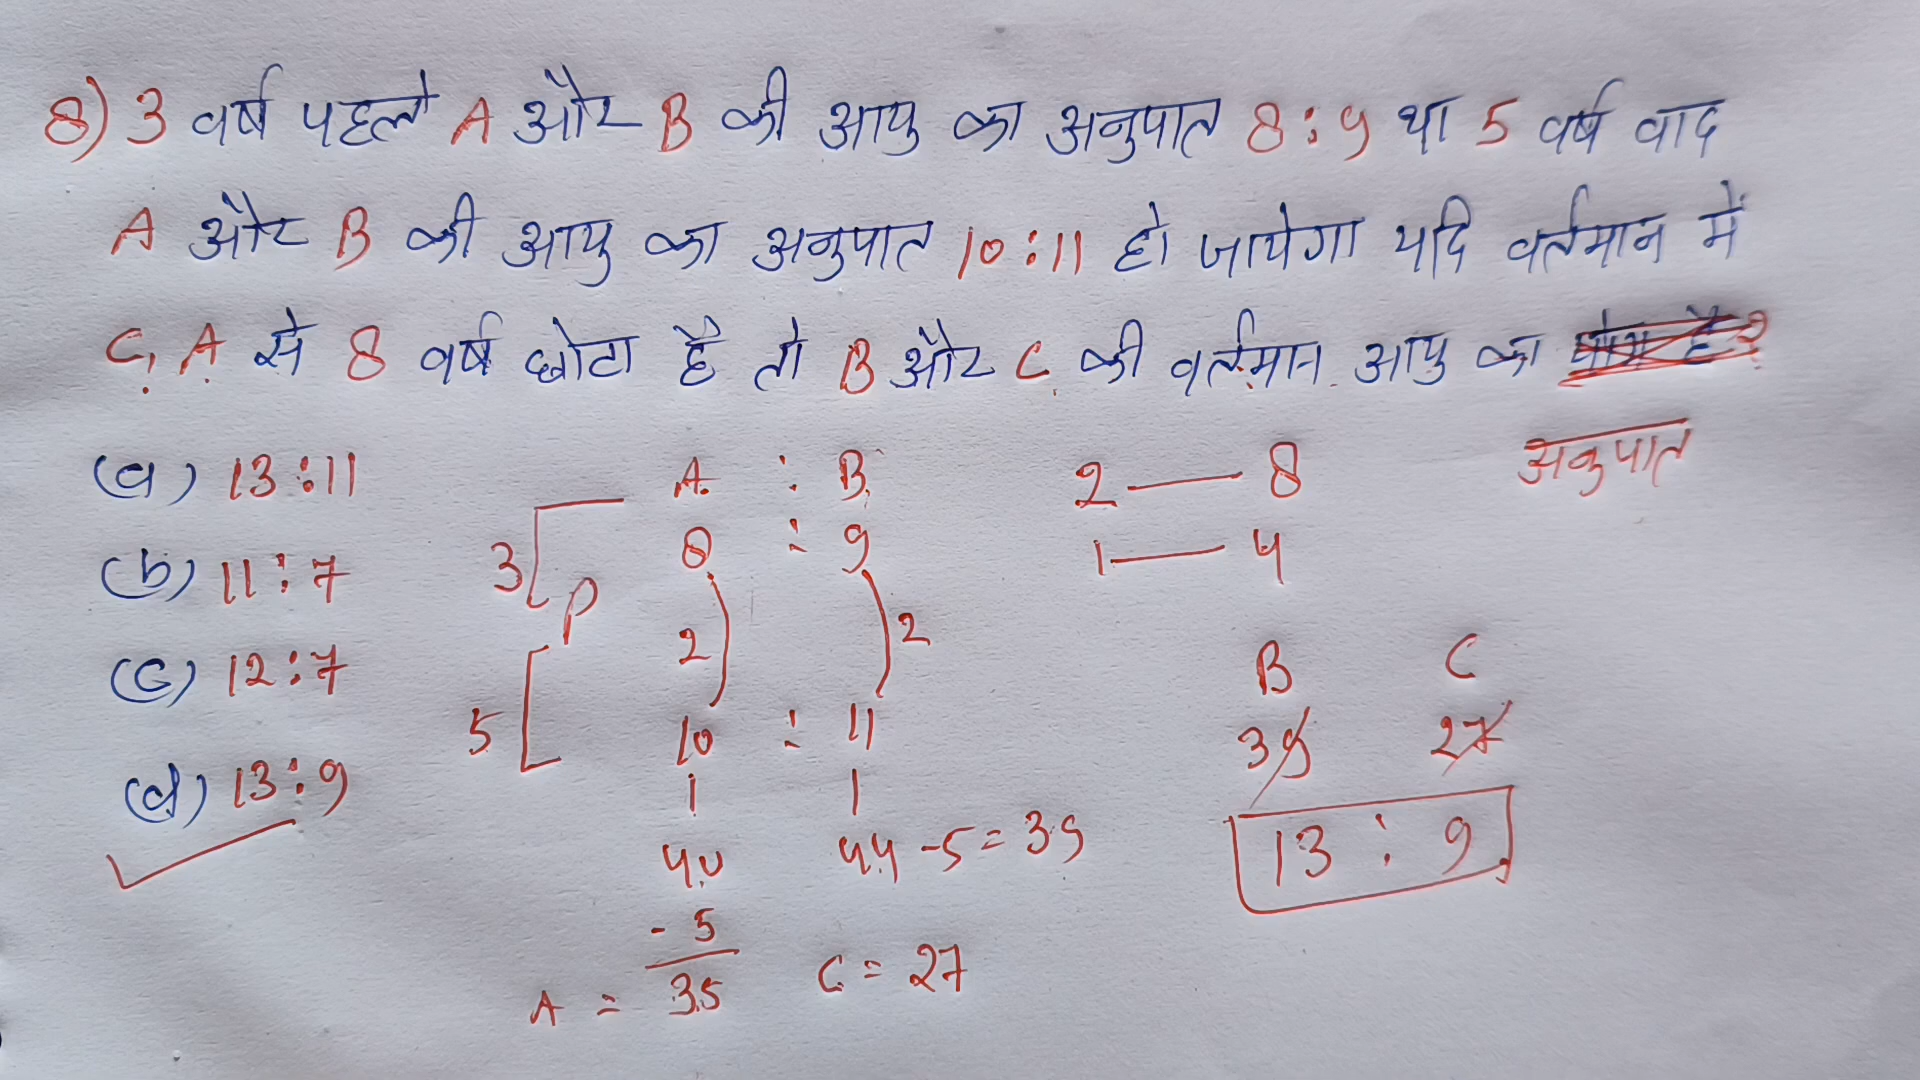 8) 3 वर्ष पहले A और B की आयु का अनुपात 8:9 था 5 वर्ष वाद
A और B की आयु का अनुपात 10:11 हो जायेगा यदि वर्तमान में
C, A से 8 वर्ष छोटा है तो B और C की वर्तमान आयु का
अनुपात
(a) 13:11
(b) 11:7
(c) 12:7
(d) 13:9
A : B
3 8 : 9
P
2 2
5 10 : 11
1 1
40 44-5=39
- 5
A = 35 C = 27
2 — 8
1 — 4
B C
39 27
13 : 9